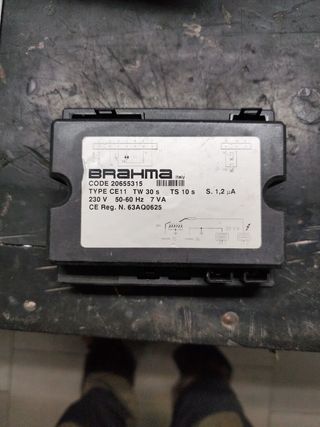 BRAHMA Italy
CODE 20655315
TYPE CE11 TW 30 s TS 10 s S. 1,2 µA
230 V 50-60 Hz 7 VA
CE Reg. N. 63AQ0625